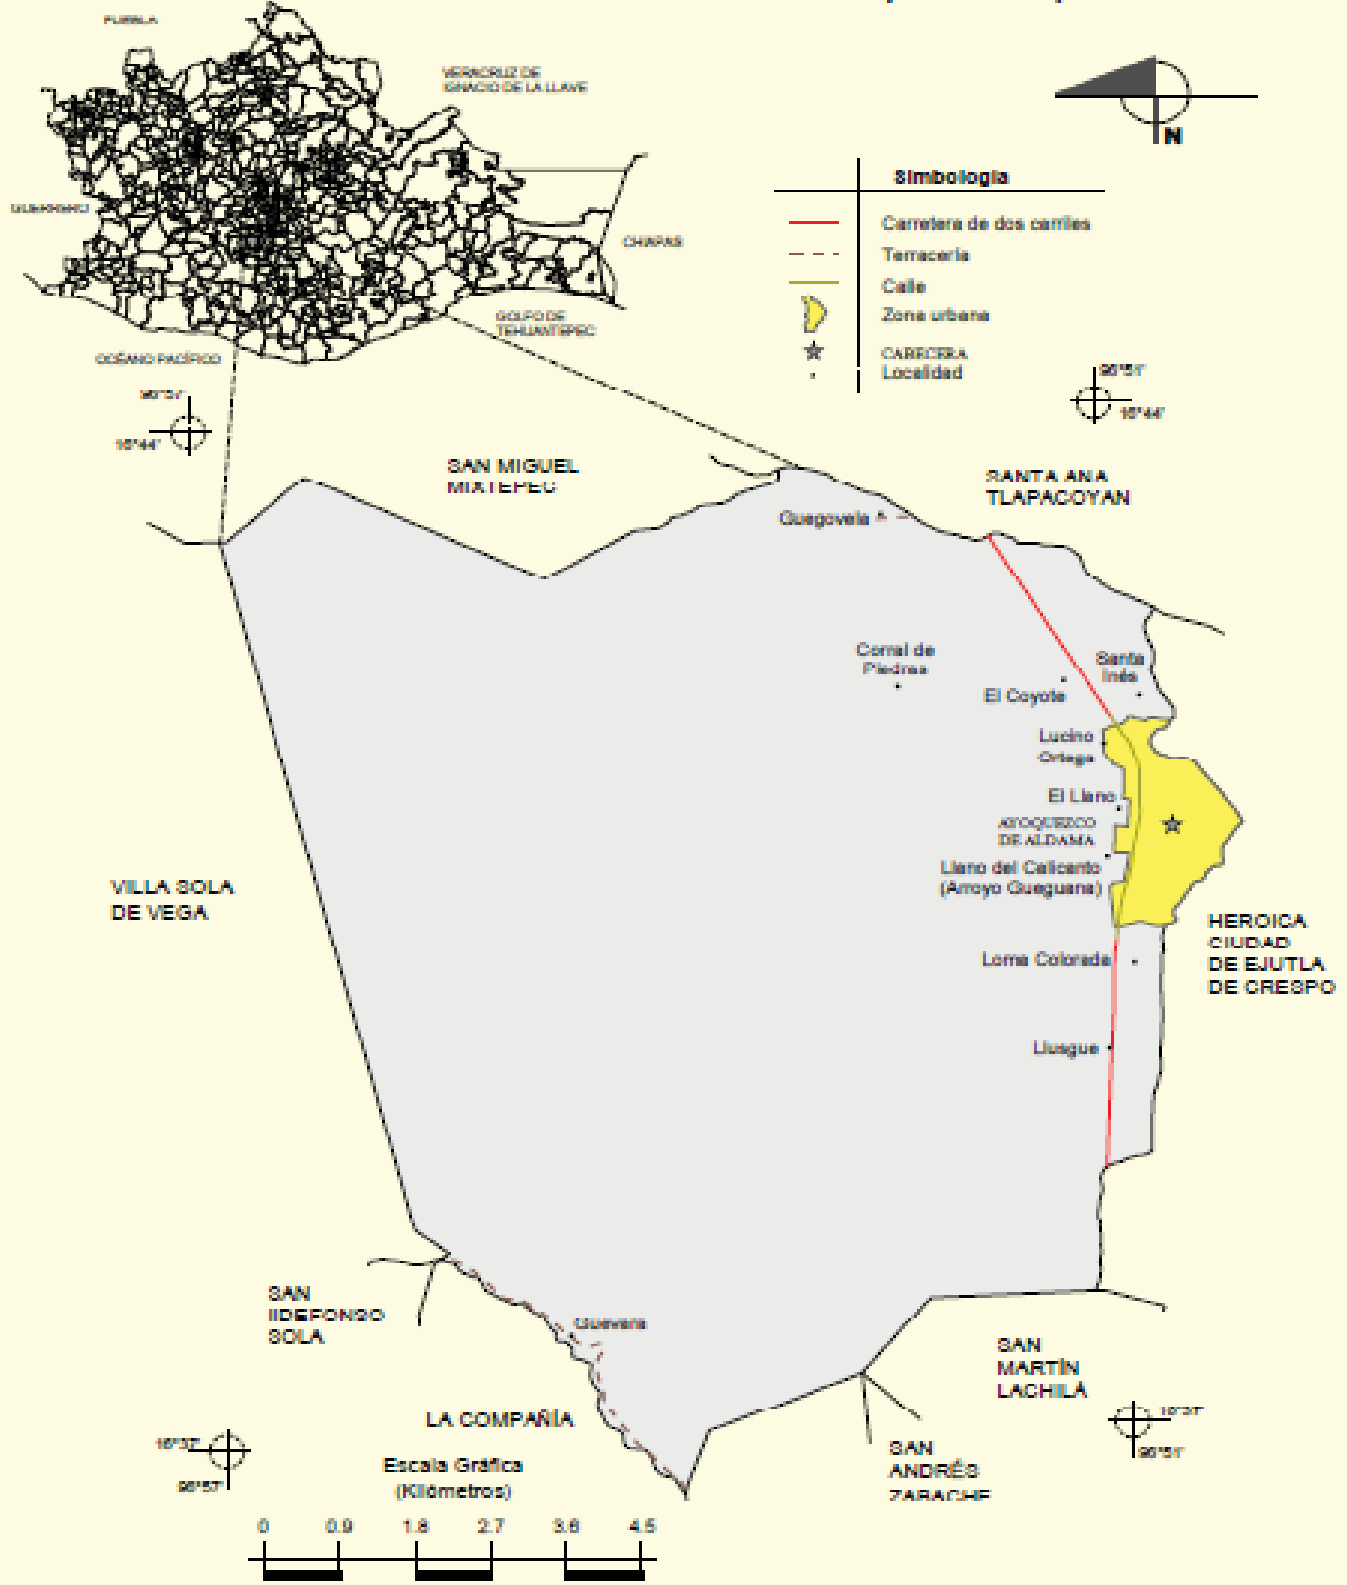 PUEBLA
VERACRUZ DE
IGNACIO DE LA LLAVE
GUERRERO
CHIAPAS
GOLFO DE
TEHUANTEPEC
OCÉANO PACÍFICO
N
Simbología
Carretera de dos carriles
Terracería
Calle
Zona urbana
CABECERA
Localidad
96°57'
16°44'
96°51'
16°44'
SAN MIGUEL
MIXTEPEC
SANTA ANA
TLAPACOYAN
Guegovela
Corral de
Piedras
El Coyote
Santa
Inés
Lucino
Ortega
El Llano
AYOQUEZCO
DE ALDAMA
Llano del Calicanto
(Arroyo Gueguana)
VILLA SOLA
DE VEGA
HEROICA
CIUDAD
DE EJUTLA
DE CRESPO
Loma Colorada
Llusgue
SAN
ILDEFONSO
SOLA
Guevara
SAN
MARTÍN
LACHILÁ
LA COMPAÑÍA
16°37'
96°57'
16°37'
96°51'
SAN
ANDRÉS
ZABACHE
Escala Gráfica
(Kilómetros)
0 0.9 1.8 2.7 3.6 4.5